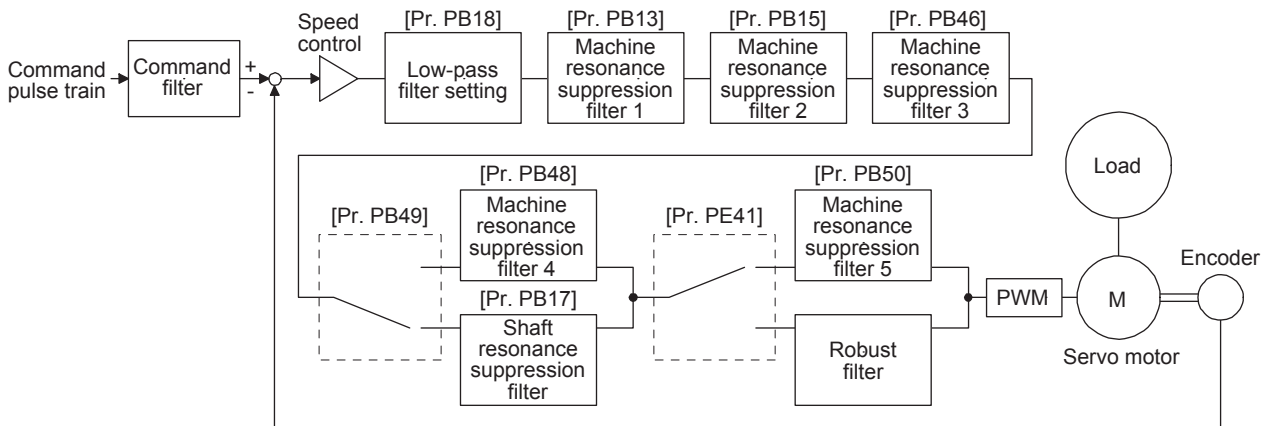 Command
pulse train
Command
filter
+
-
Speed
control
[Pr. PB18]
Low-pass
filter setting
[Pr. PB13]
Machine
resonance
suppression
filter 1
[Pr. PB15]
Machine
resonance
suppression
filter 2
[Pr. PB46]
Machine
resonance
suppression
filter 3
Load
[Pr. PB49]
[Pr. PB48]
Machine
resonance
suppression
filter 4
[Pr. PB17]
Shaft
resonance
suppression
filter
[Pr. PE41]
[Pr. PB50]
Machine
resonance
suppression
filter 5
Robust
filter
PWM
M
Servo motor
Encoder